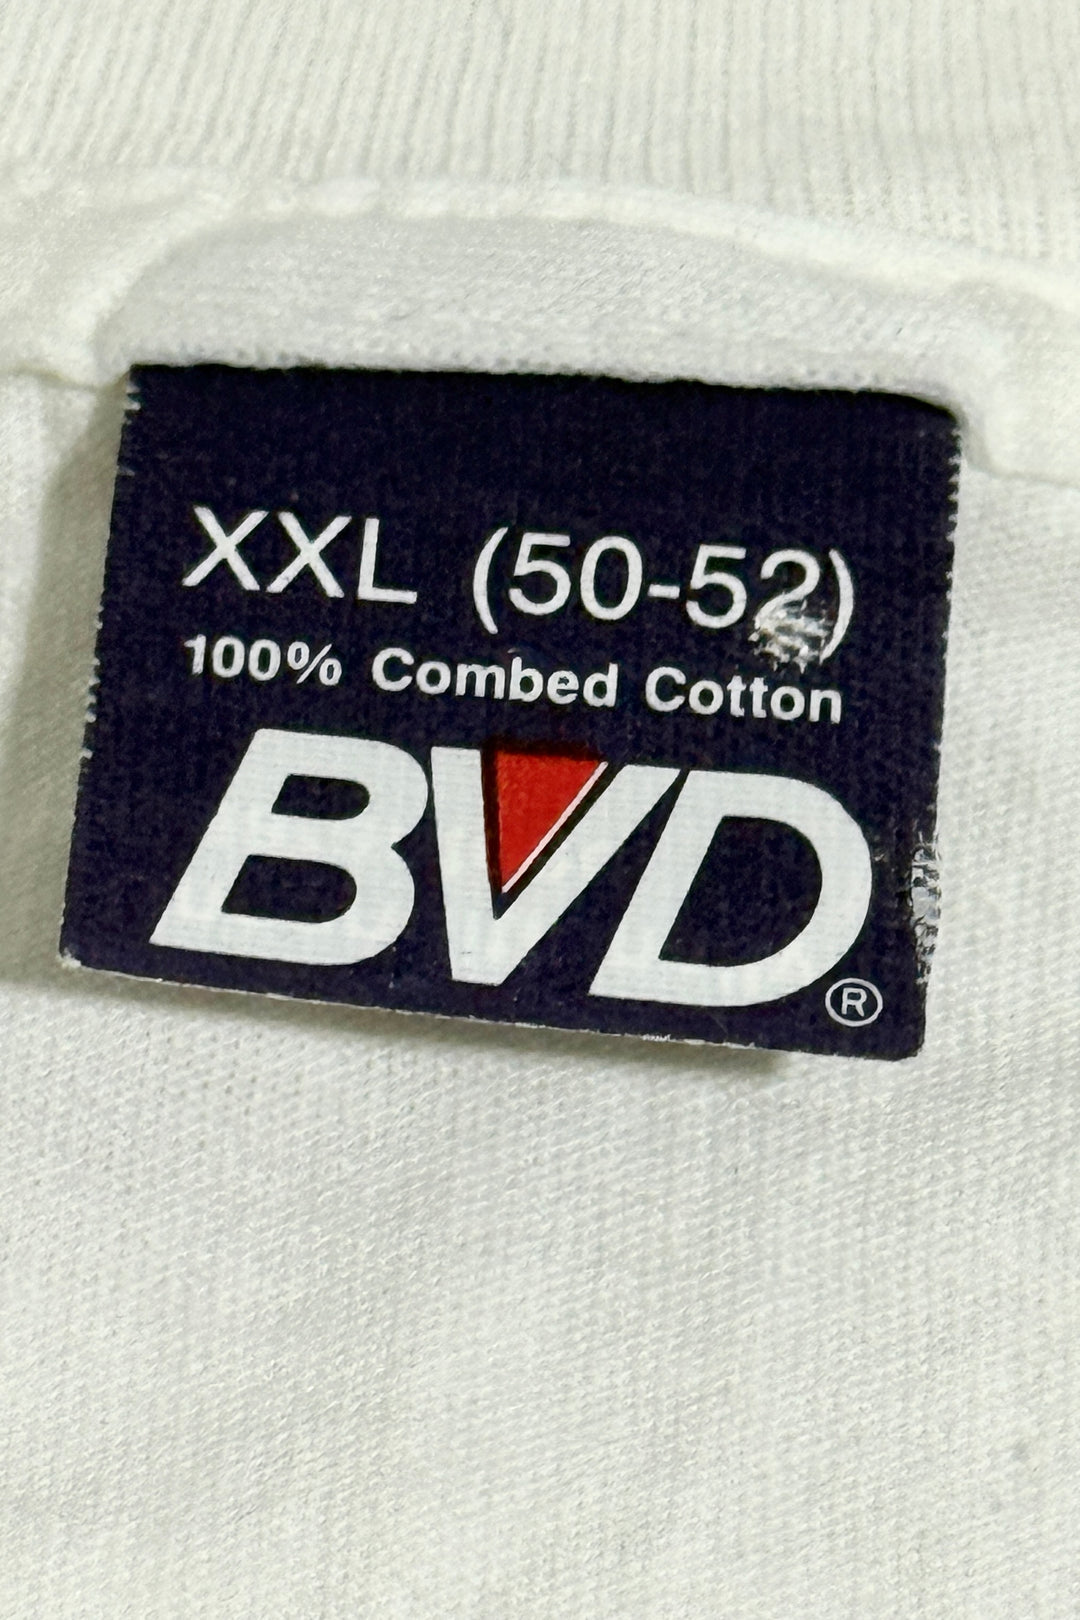 XXL (50-52)
100% Combed Cotton
BVD®